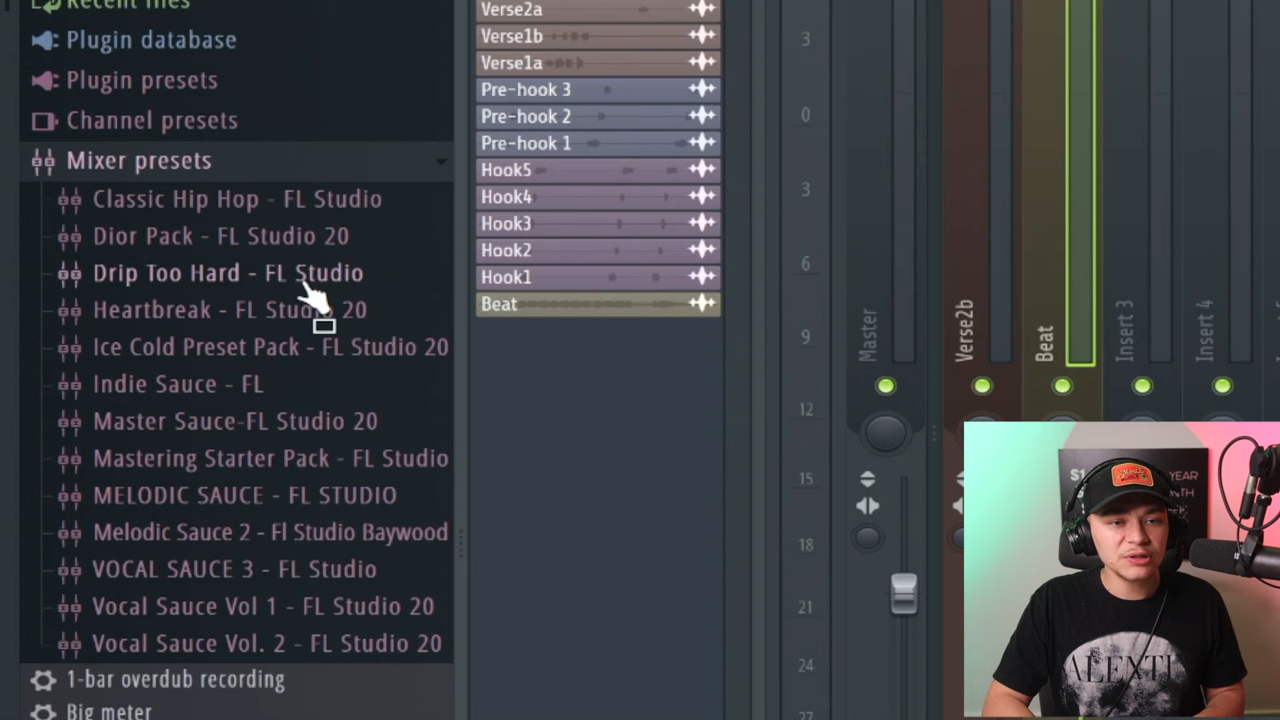 Recent files
Plugin database
Plugin presets
Channel presets
Mixer presets
Classic Hip Hop - FL Studio
Dior Pack - FL Studio 20
Drip Too Hard - FL Studio
Heartbreak - FL Studio 20
Ice Cold Preset Pack - FL Studio 20
Indie Sauce - FL
Master Sauce-FL Studio 20
Mastering Starter Pack - FL Studio
MELODIC SAUCE - FL STUDIO
Melodic Sauce 2 - Fl Studio Baywood
VOCAL SAUCE 3 - FL Studio
Vocal Sauce Vol 1 - FL Studio 20
Vocal Sauce Vol. 2 - FL Studio 20
1-bar overdub recording
Big meter
Verse2a
Verse1b
Verse1a
Pre-hook 3
Pre-hook 2
Pre-hook 1
Hook5
Hook4
Hook3
Hook2
Hook1
Beat
3
0
3
6
9
12
15
18
21
24
27
Master
Verse2b
Beat
Insert 3
Insert 4
YEAR